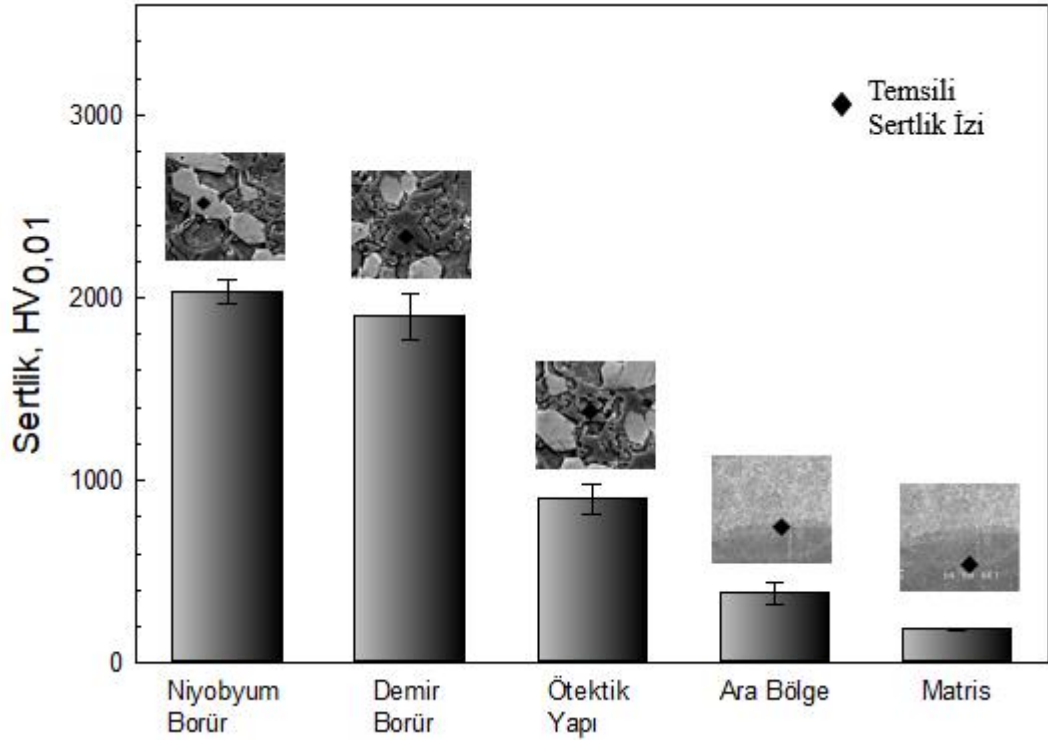 Sertlik, HV0,01
3000
2000
1000
0
Temsili
Sertlik İzi
Niyobyum
Borür
Demir
Borür
Ötektik
Yapı
Ara Bölge
Matris